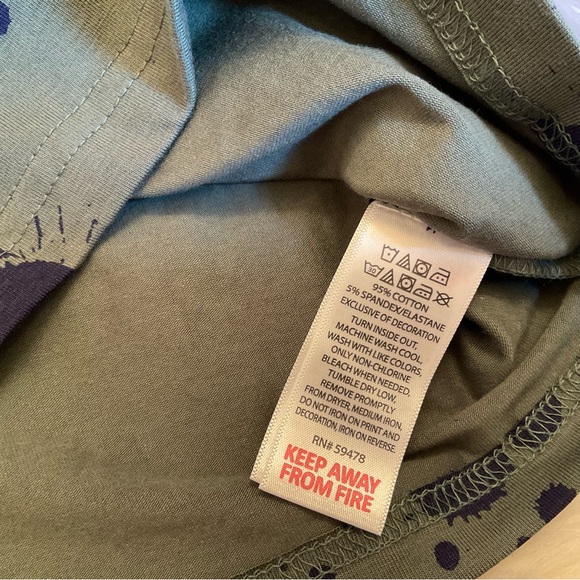 30
95% COTTON
5% SPANDEX/ELASTANE
EXCLUSIVE OF DECORATION
TURN INSIDE OUT,
MACHINE WASH COOL,
WASH WITH LIKE COLORS,
ONLY NON-CHLORINE
BLEACH WHEN NEEDED,
TUMBLE DRY LOW,
REMOVE PROMPTLY
FROM DRYER, MEDIUM IRON,
DO NOT IRON ON PRINT AND
DECORATION, IRON ON REVERSE
RN# 59478
KEEP AWAY
FROM FIRE